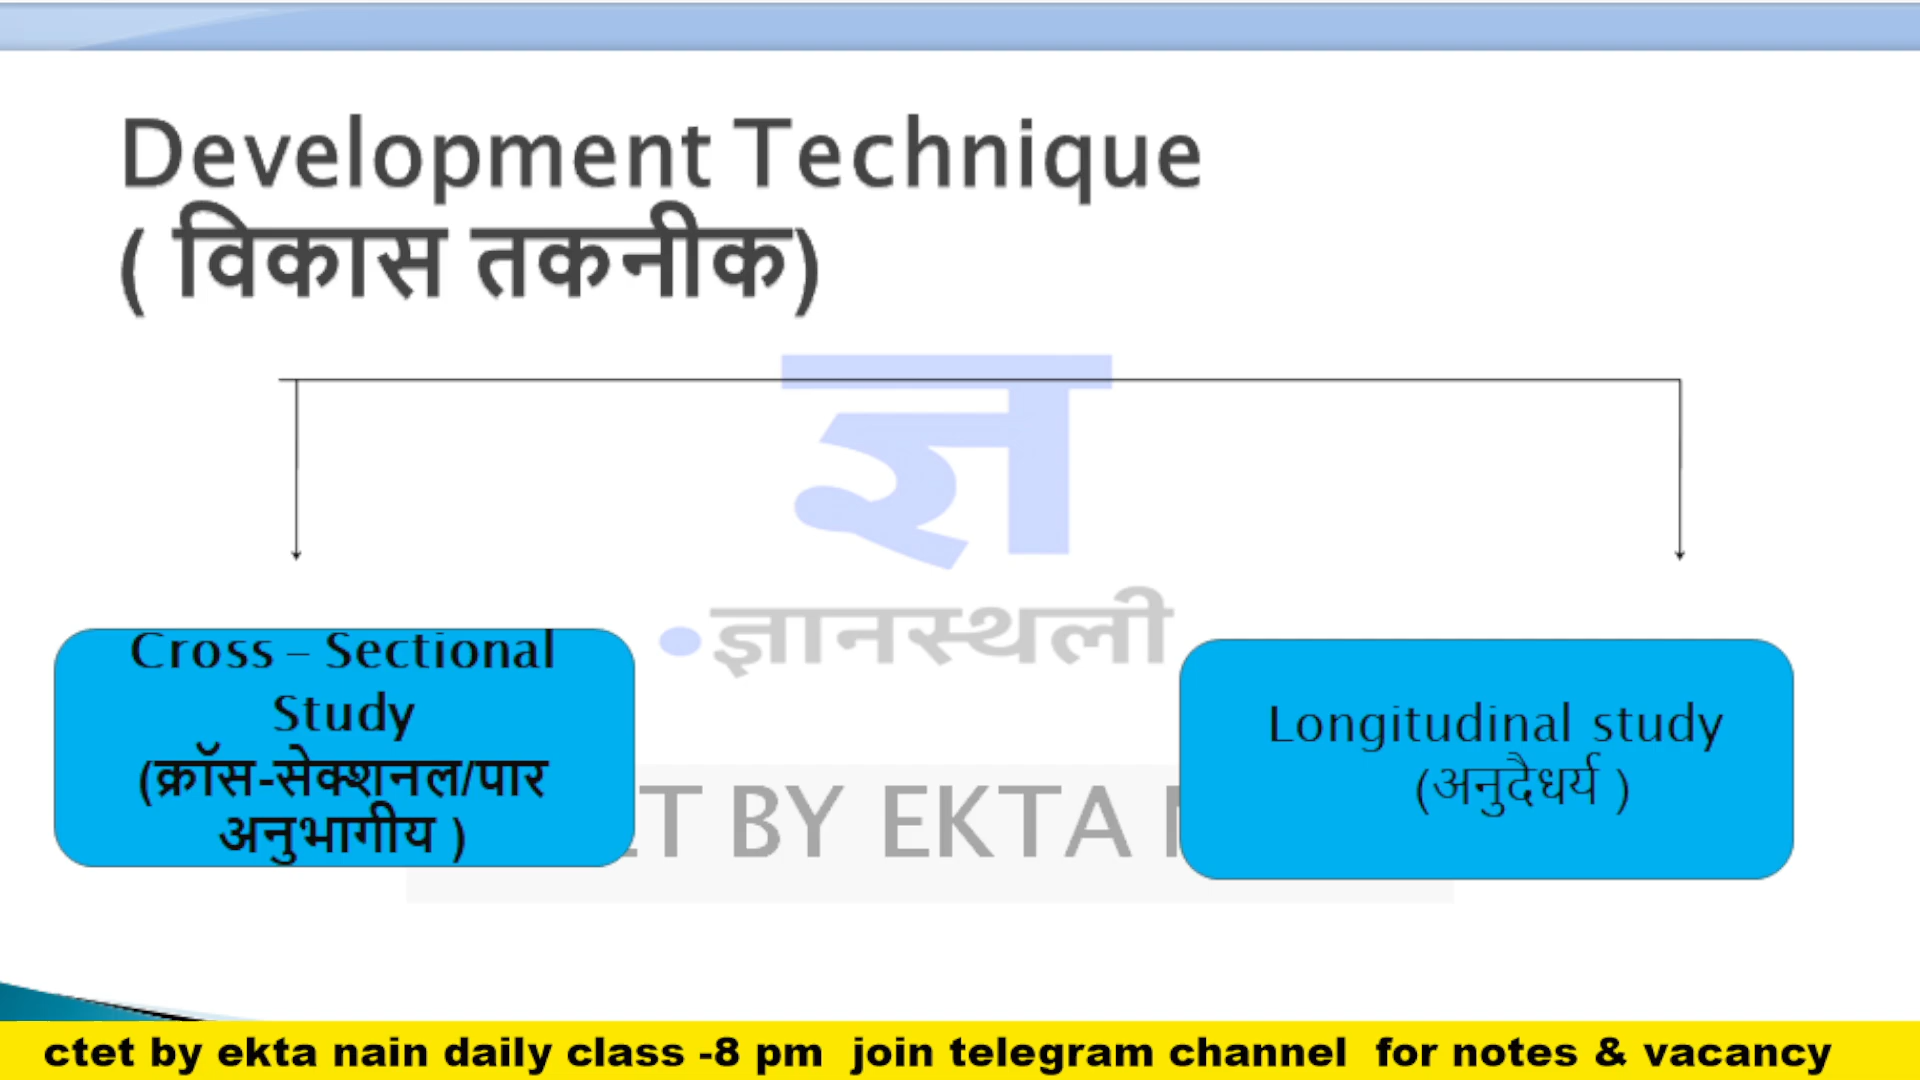 Development Technique
( विकास तकनीक)
ज्ञ
ज्ञानस्थली
Cross – Sectional
Study
(क्रॉस-सेक्शनल/पार
अनुभागीय )
Longitudinal study
(अनुदैधर्य )
BY EKTA
ctet by ekta nain daily class -8 pm join telegram channel for notes & vacancy